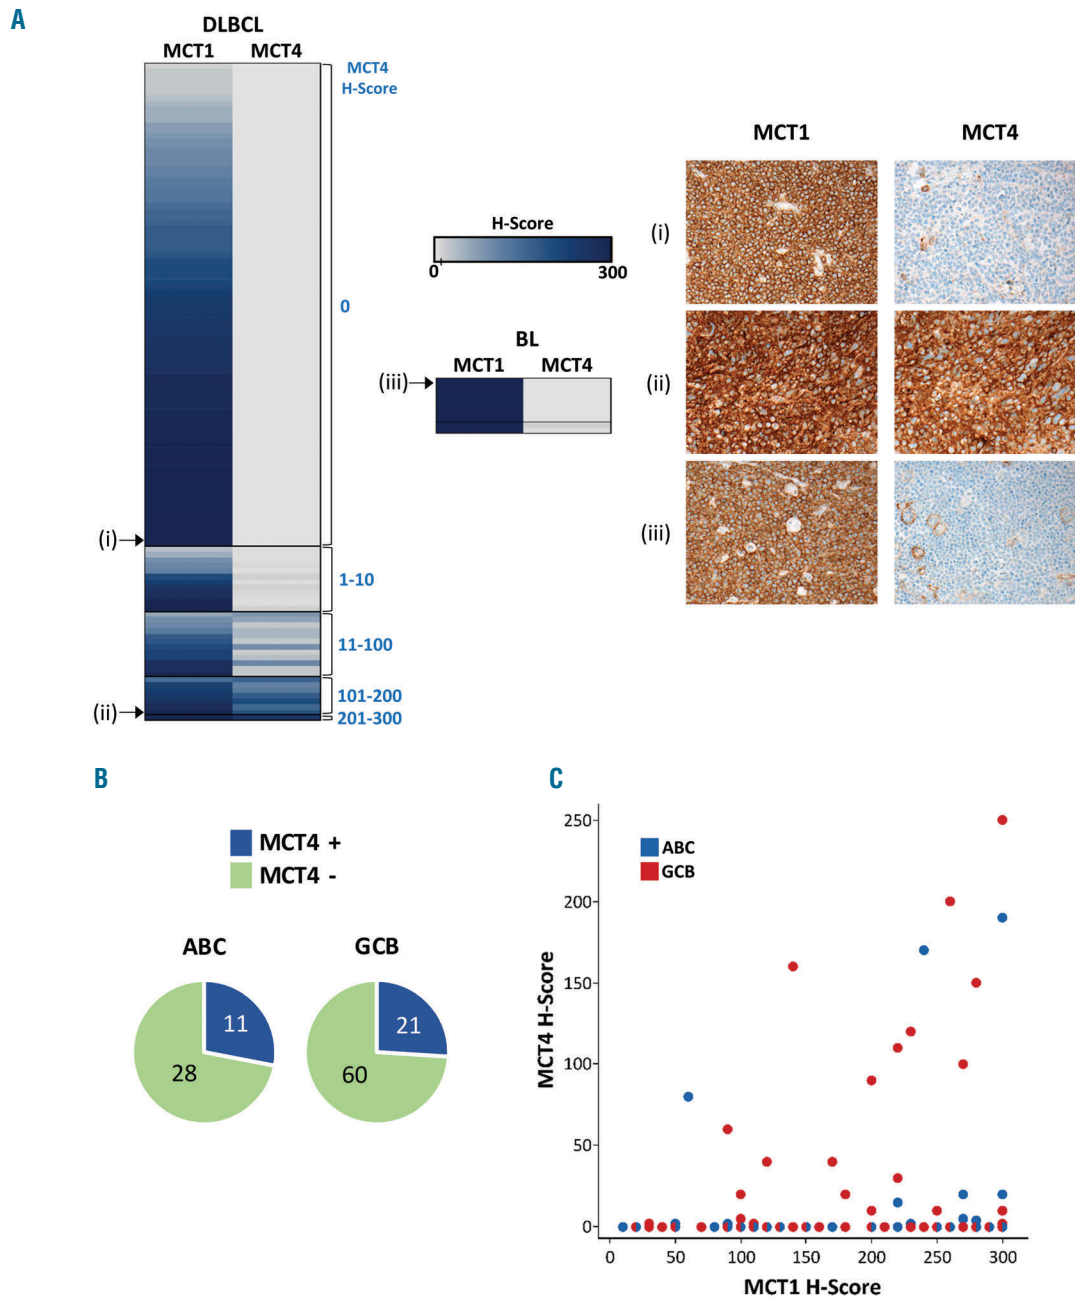 A
DLBCL
MCT1 MCT4
MCT4
H-Score
0
1-10
11-100
101-200
201-300
(i)
(ii)
H-Score
0 300
BL
MCT1 MCT4
(iii)
MCT1 MCT4
(i)
(ii)
(iii)
B
MCT4 +
MCT4 -
ABC GCB
11
28
21
60
C
ABC
GCB
MCT4 H-Score
250
200
150
100
50
0
0 50 100 150 200 250 300
MCT1 H-Score